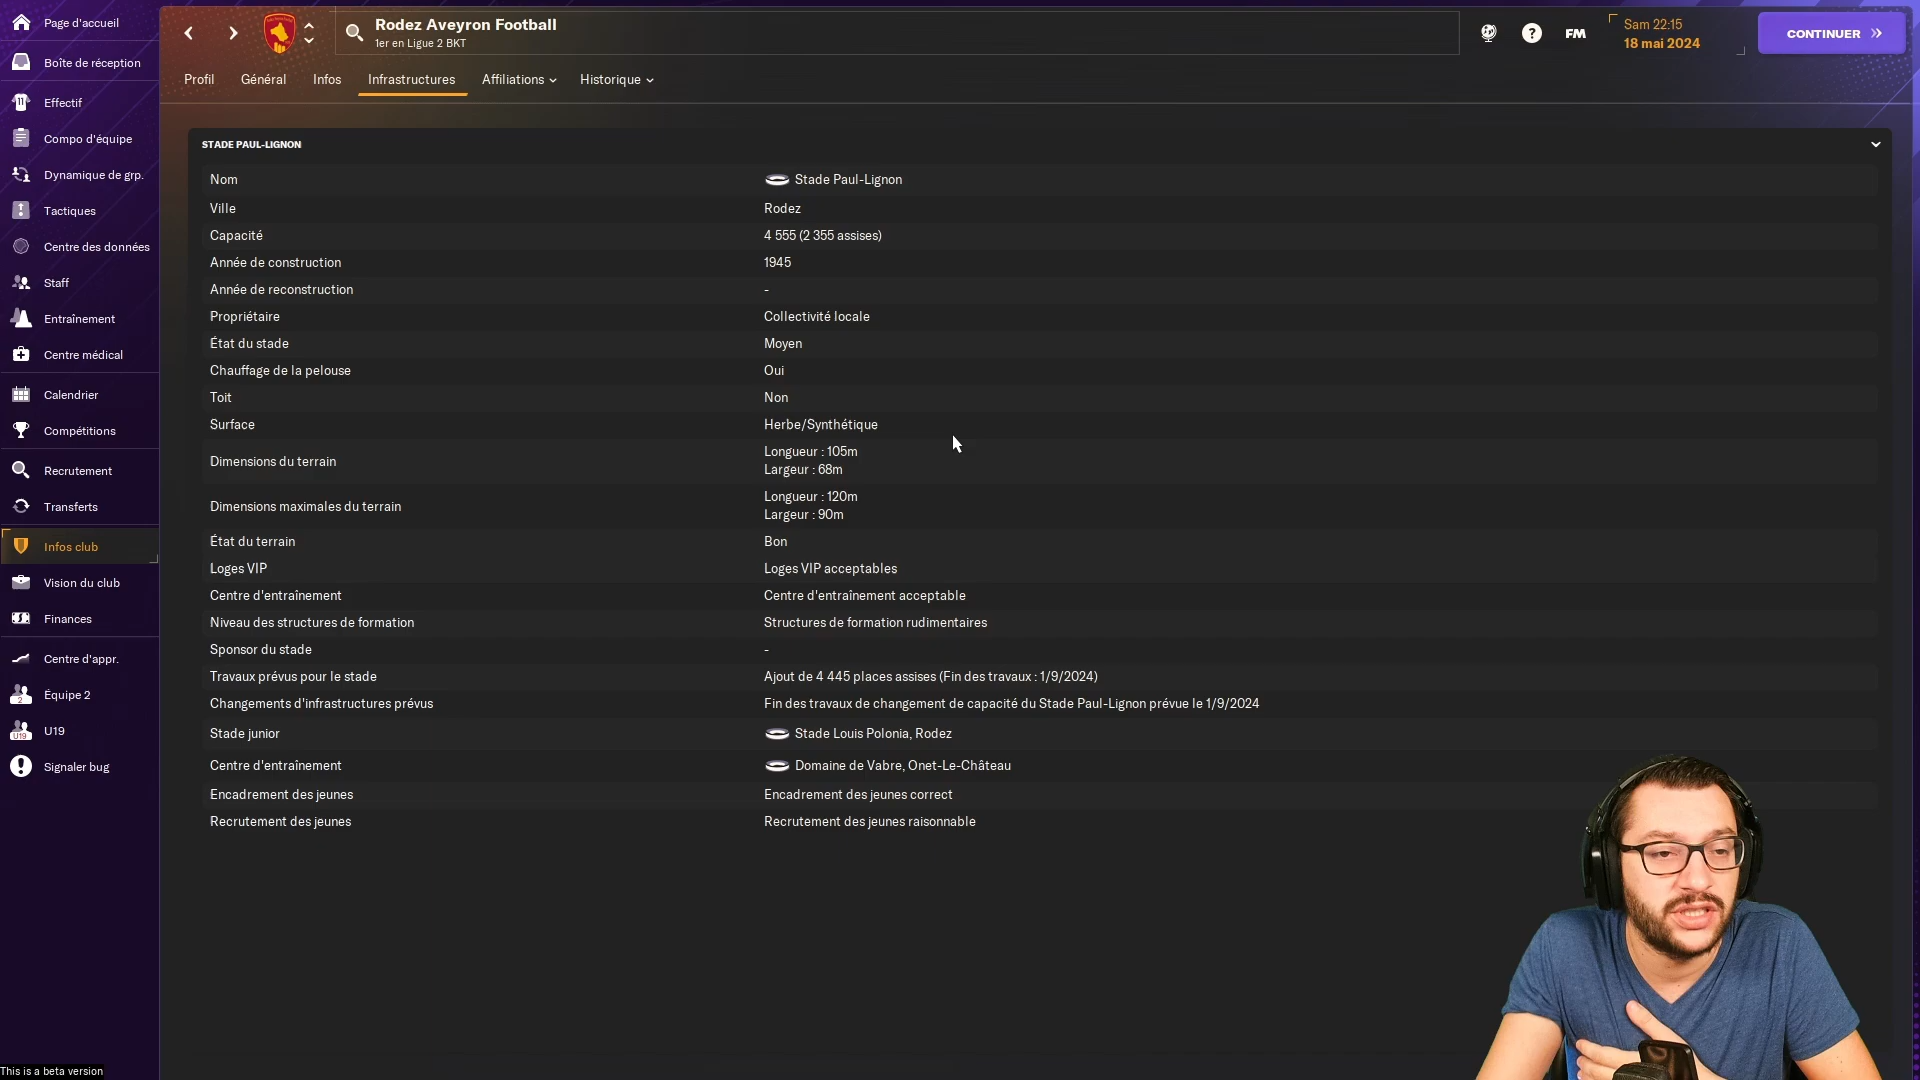 Page d'accueil
Boîte de réception
Effectif
Compo d'équipe
Dynamique de grp.
Tactiques
Centre des données
Staff
Entraînement
Centre médical
Calendrier
Compétitions
Recrutement
Transferts
Infos club
Vision du club
Finances
Centre d'appr.
Équipe 2
U19
Signaler bug
This is a beta version
Rodez Aveyron Football
1er en Ligue 2 BKT
?
FM
Sam 22:15
18 mai 2024
CONTINUER
Profil
Général
Infos
Infrastructures
Affiliations
Historique
STADE PAUL-LIGNON
Nom Stade Paul-Lignon
Ville Rodez
Capacité 4 555 (2 355 assises)
Année de construction 1945
Année de reconstruction -
Propriétaire Collectivité locale
État du stade Moyen
Chauffage de la pelouse Oui
Toit Non
Surface Herbe/Synthétique
Dimensions du terrain Longueur : 105m
Largeur : 68m
Dimensions maximales du terrain Longueur : 120m
Largeur : 90m
État du terrain Bon
Loges VIP Loges VIP acceptables
Centre d'entraînement Centre d'entraînement acceptable
Niveau des structures de formation Structures de formation rudimentaires
Sponsor du stade -
Travaux prévus pour le stade Ajout de 4 445 places assises (Fin des travaux : 1/9/2024)
Changements d'infrastructures prévus Fin des travaux de changement de capacité du Stade Paul-Lignon prévue le 1/9/2024
Stade junior Stade Louis Polonia, Rodez
Centre d'entraînement Domaine de Vabre, Onet-Le-Château
Encadrement des jeunes Encadrement des jeunes correct
Recrutement des jeunes Recrutement des jeunes raisonnable